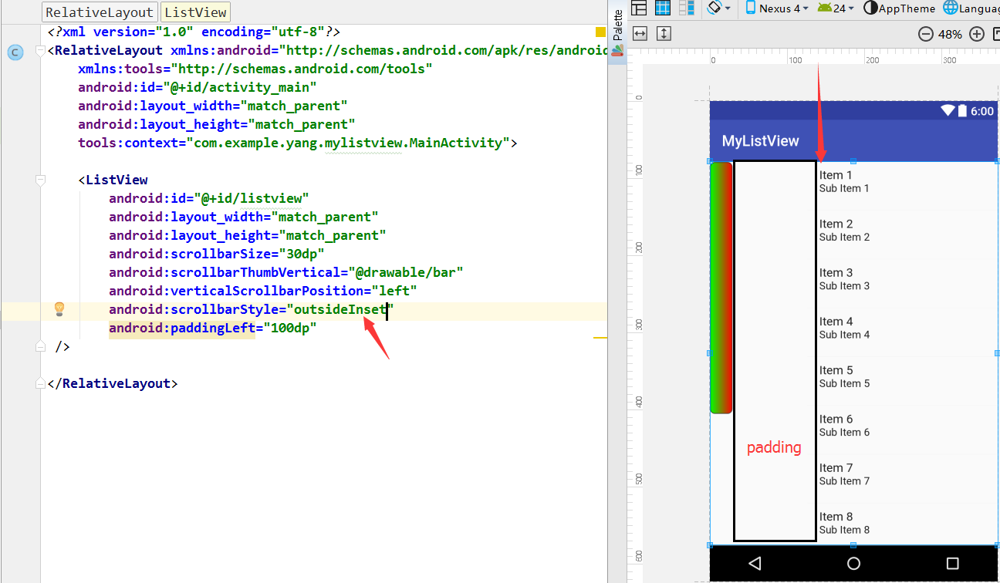 RelativeLayout ListView
<?xml version="1.0" encoding="utf-8"?>
<RelativeLayout xmlns:android="http://schemas.android.com/apk/res/android
xmlns:tools="http://schemas.android.com/tools"
android:id="@+id/activity_main"
android:layout_width="match_parent"
android:layout_height="match_parent"
tools:context="com.example.yang.mylistview.MainActivity">
<ListView
android:id="@+id/listview"
android:layout_width="match_parent"
android:layout_height="match_parent"
android:scrollbarSize="30dp"
android:scrollbarThumbVertical="@drawable/bar"
android:verticalScrollbarPosition="left"
android:scrollbarStyle="outsideInset"
android:paddingLeft="100dp"
/>
</RelativeLayout>
C
Palette
Nexus 4 24 AppTheme Languag
48%
0 100 200 300
0
100
200
300
400
500
600
6:00
MyListView
Item 1
Sub Item 1
Item 2
Sub Item 2
Item 3
Sub Item 3
Item 4
Sub Item 4
Item 5
Sub Item 5
Item 6
Sub Item 6
padding
Item 7
Sub Item 7
Item 8
Sub Item 8